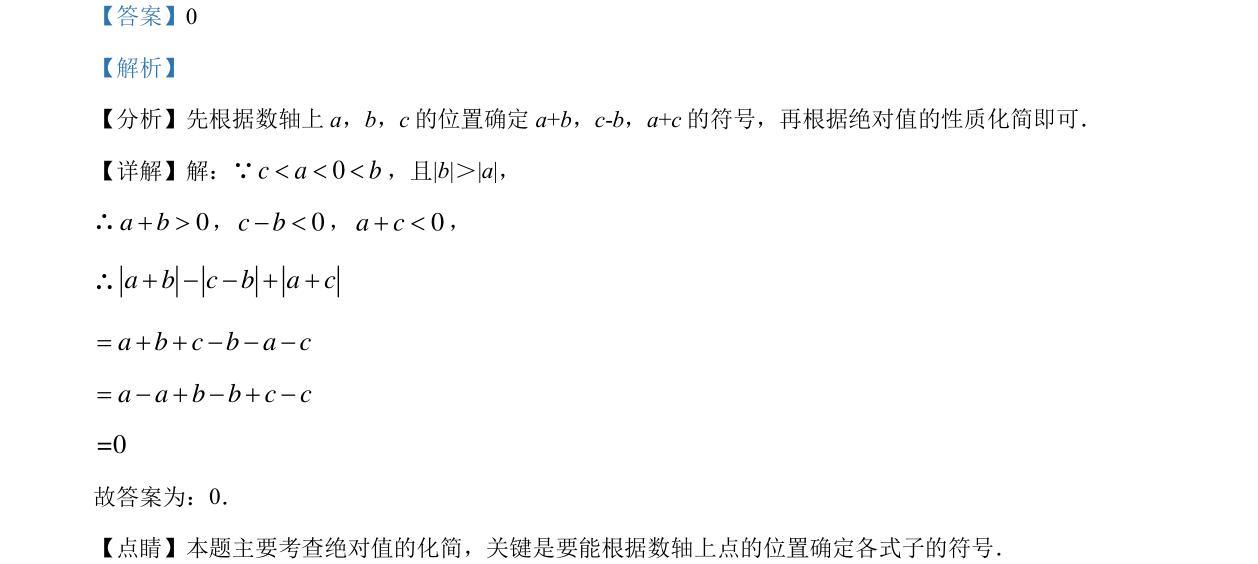 【答案】0
【解析】
【分析】先根据数轴上 a，b，c 的位置确定 a+b，c-b，a+c 的符号，再根据绝对值的性质化简即可．
【详解】解：∵ c < a < 0 < b ，且|b|＞|a|，
∴ a + b > 0，c − b < 0，a + c < 0，
∴ |a + b| − |c − b| + |a + c|
= a + b + c − b − a − c
= a − a + b − b + c − c
=0
故答案为：0．
【点睛】本题主要考查绝对值的化简，关键是要能根据数轴上点的位置确定各式子的符号．